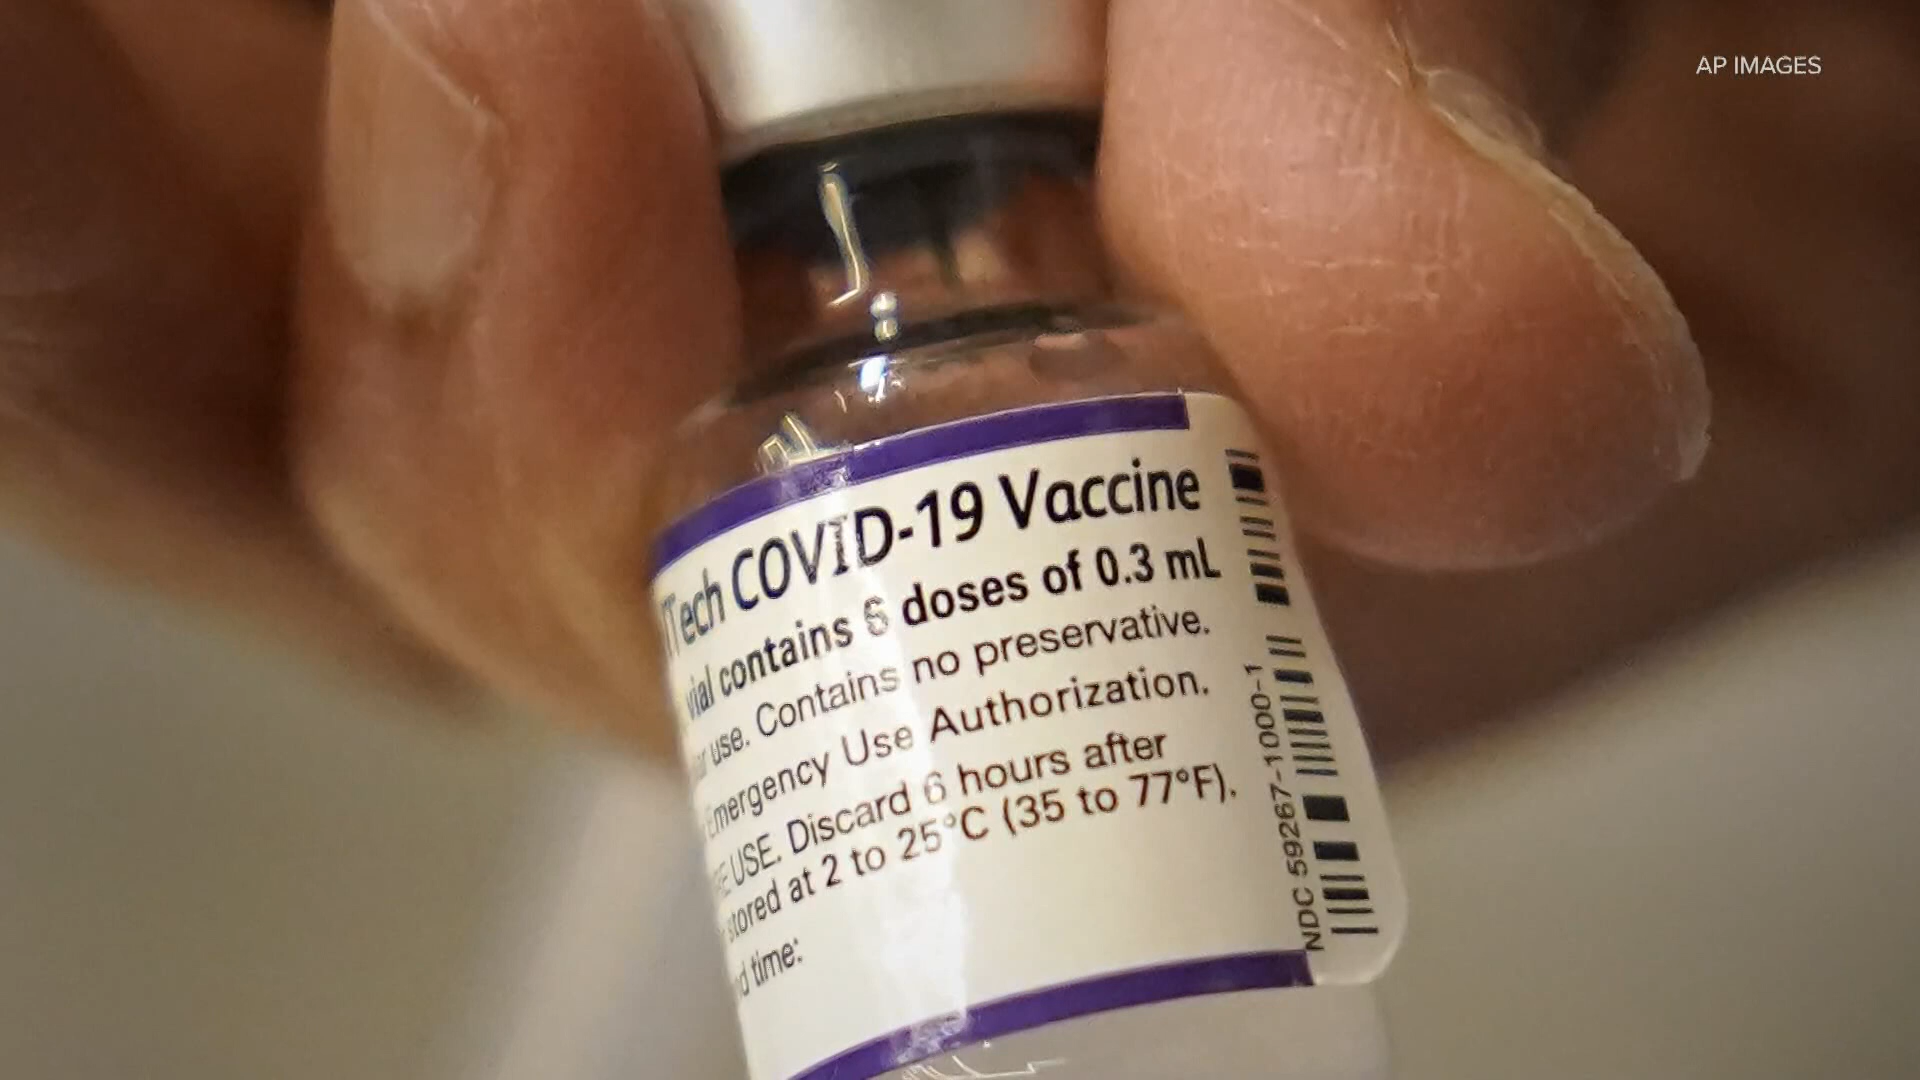 AP IMAGES
Tech COVID-19 Vaccine
vial contains 6 doses of 0.3 mL
use. Contains no preservative.
Emergency Use Authorization.
USE. Discard 6 hours after
stored at 2 to 25°C (35 to 77°F).
time:
NDC 59267-1000-1